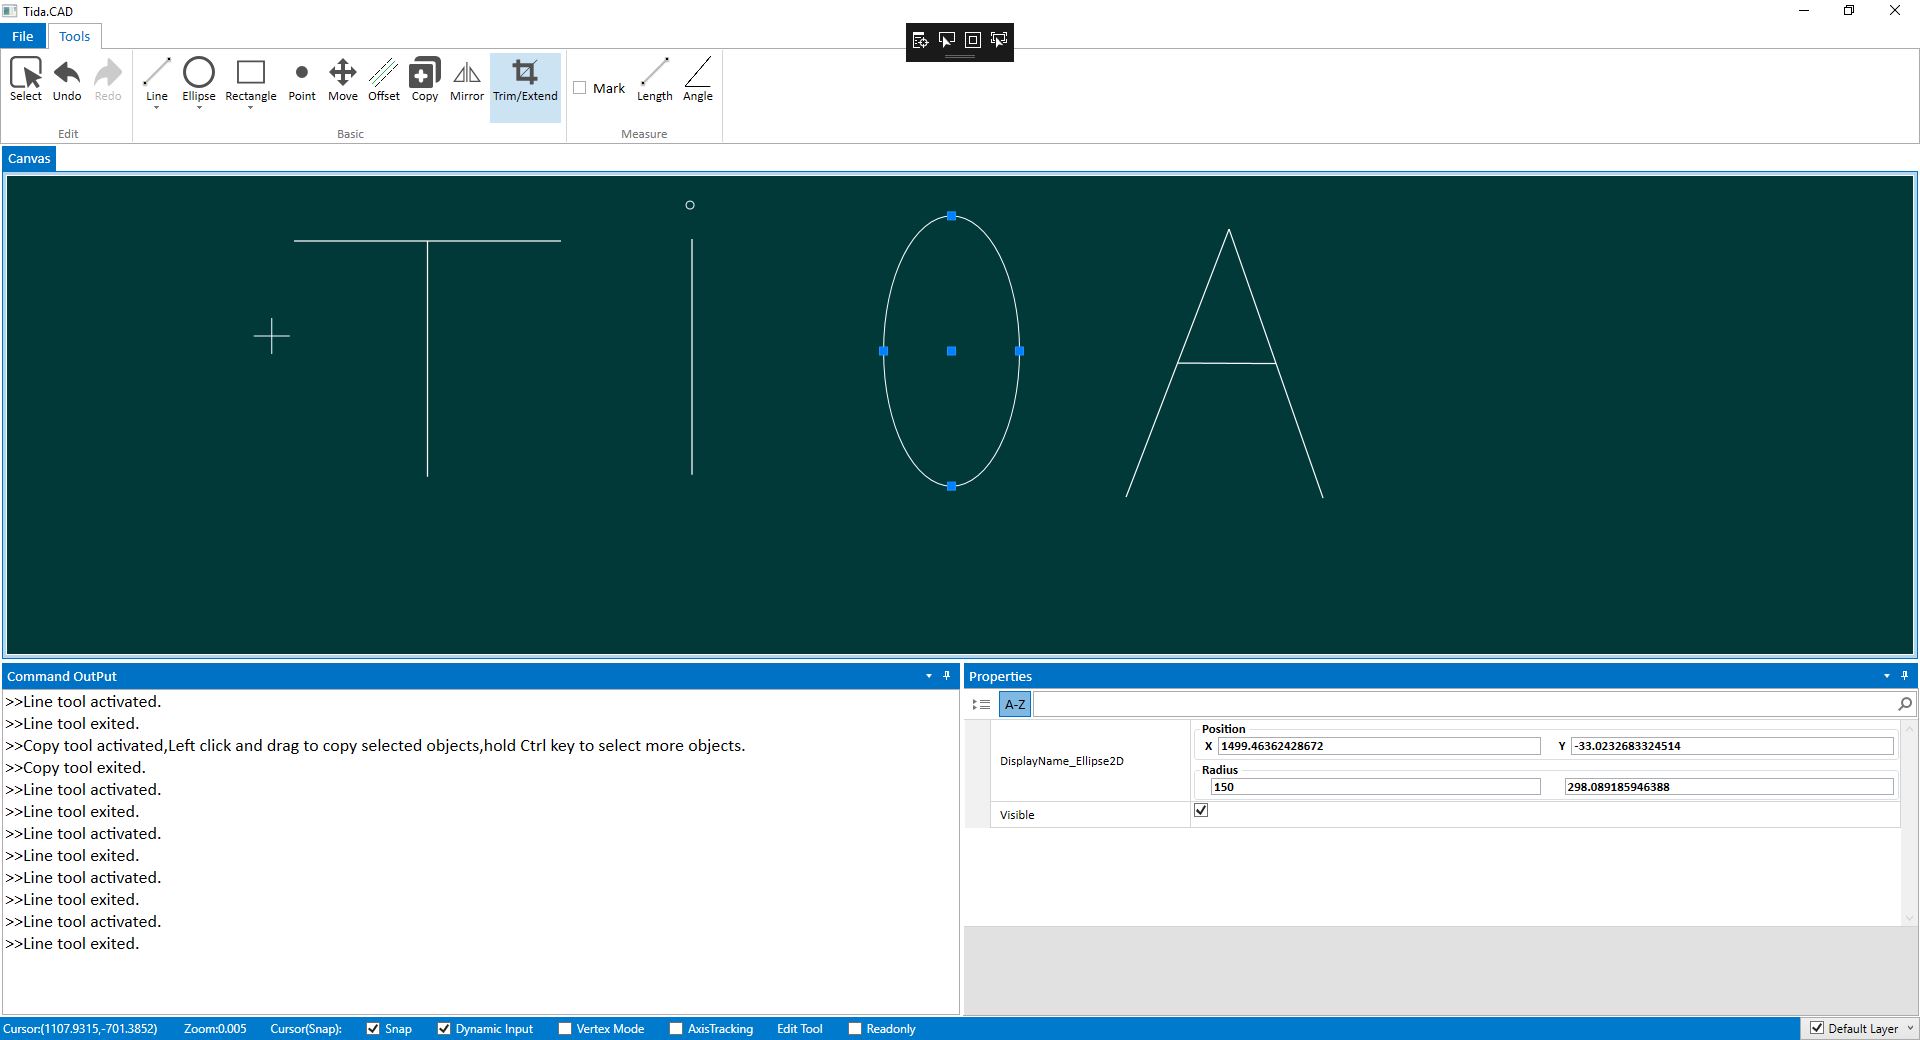 Tida.CAD
File Tools
Select Undo Redo Line Ellipse Rectangle Point Move Offset Copy Mirror Trim/Extend Mark Length Angle
Edit Basic Measure
Canvas
T i O A
Command OutPut
>>Line tool activated.
>>Line tool exited.
>>Copy tool activated,Left click and drag to copy selected objects,hold Ctrl key to select more objects.
>>Copy tool exited.
>>Line tool activated.
>>Line tool exited.
>>Line tool activated.
>>Line tool exited.
>>Line tool activated.
>>Line tool exited.
>>Line tool activated.
>>Line tool exited.
Properties
A-Z
DisplayName_Ellipse2D
Position
X 1499.46362428672 Y -33.0232683324514
Radius
150 298.089185946388
Visible
Cursor:(1107.9315,-701.3852) Zoom:0.005 Cursor(Snap): Snap Dynamic Input Vertex Mode AxisTracking Edit Tool Readonly Default Layer